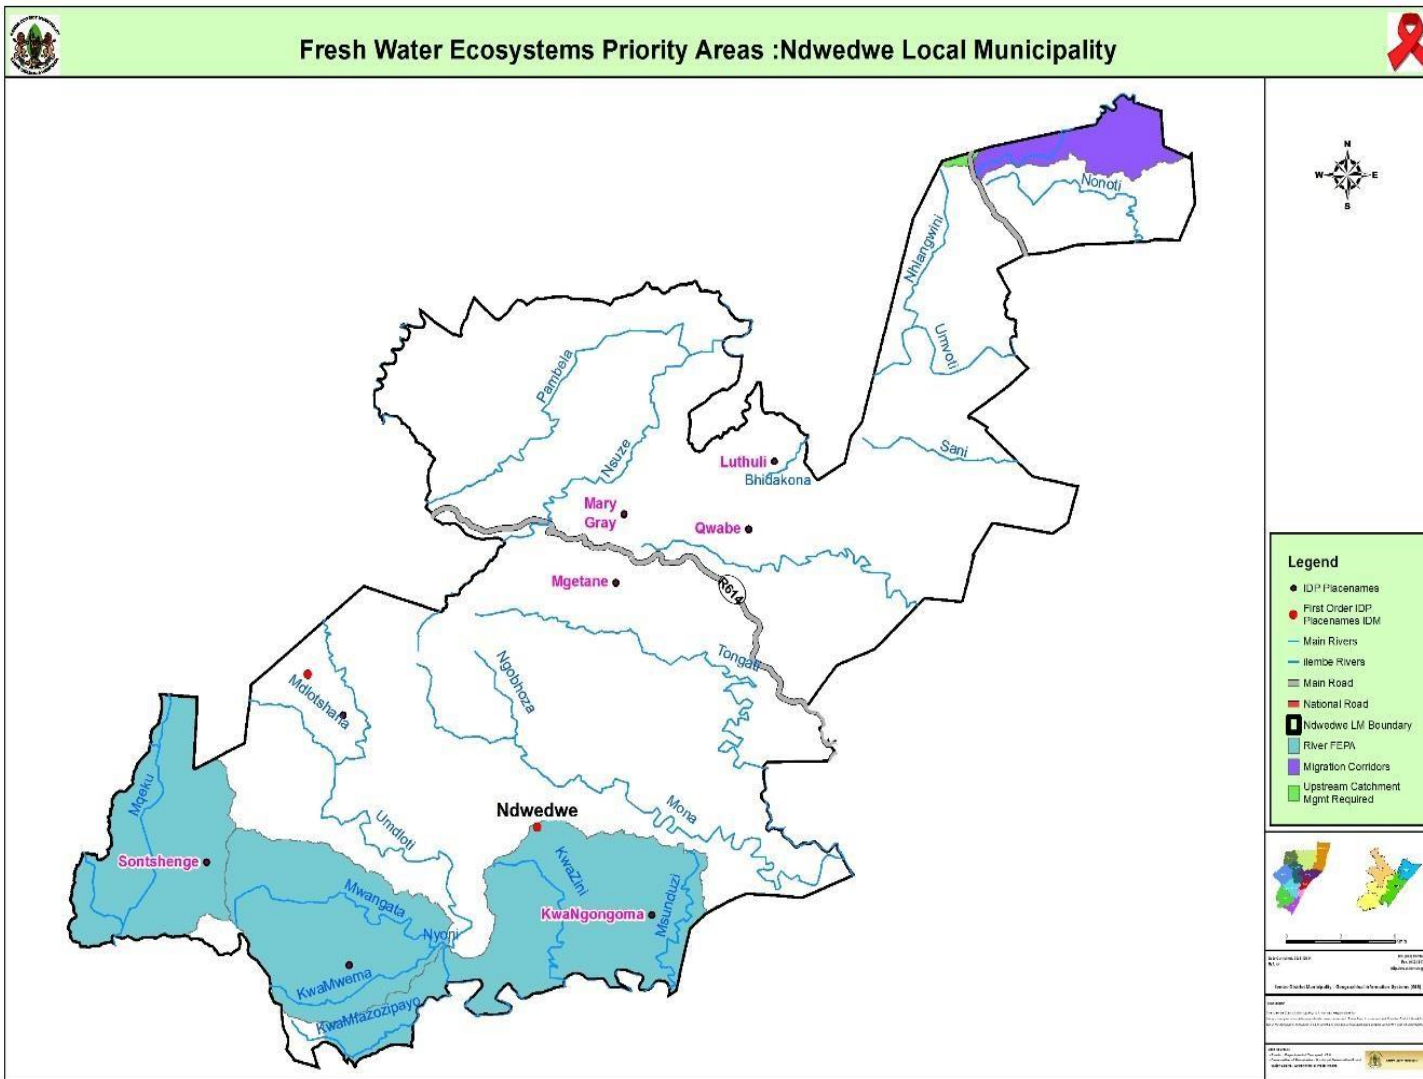 Fresh Water Ecosystems Priority Areas :Ndwedwe Local Municipality
N
W
E
S
Nonoti
Nhlangwini
Umvoti
Pambela
Nsuze
Sani
Luthuli
Bhidakona
Mary
Gray
Qwabe
Mgetane
R614
Tongati
Ngobhoza
Mdlotshana
Mqeku
Umdloti
Ndwedwe
Mona
Sontshenge
KwaZini
Mwangata
KwaNgongoma
Msunduzi
Nyoni
KwaMwema
KwaMfazozipayo
Legend
IDP Placenames
First Order IDP
Placenames IDM
Main Rivers
ilembe Rivers
Main Road
National Road
Ndwedwe LM Boundary
River FEPA
Migration Corridors
Upstream Catchment
Mgmt Required